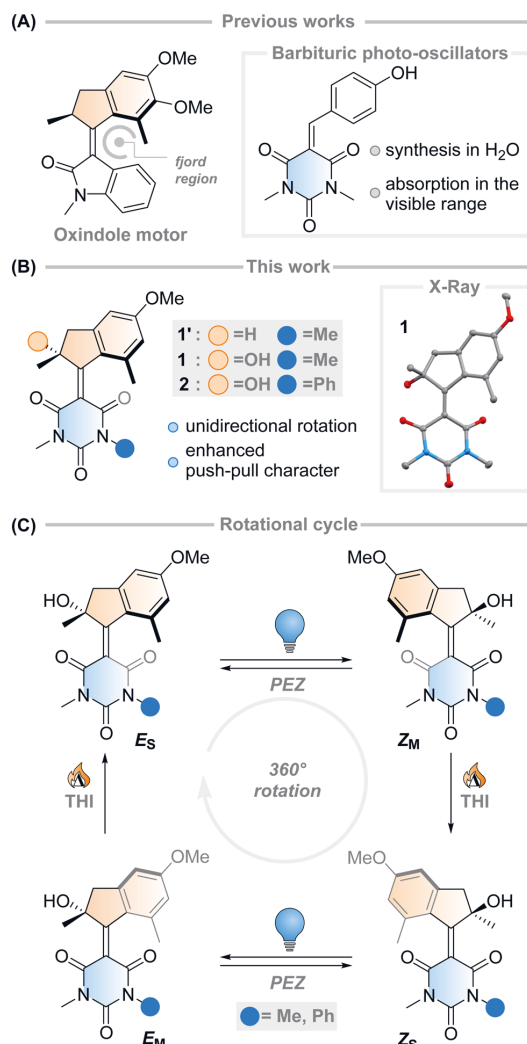 (A) Previous works
Barbituric photo-oscillators
OMe
OMe
OH
O
N
fjord
region
O
O
N
N
O
synthesis in H2O
absorption in the
visible range
Oxindole motor
(B) This work
OMe
O
O
N
N
O
1' : =H =Me
1 : =OH =Me
2 : =OH =Ph
unidirectional rotation
enhanced
push-pull character
X-Ray
1
(C) Rotational cycle
OMe
HO
O
O
N
N
O
ES
PEZ
MeO
OH
O
O
N
N
O
ZM
THI
360°
rotation
THI
OMe
HO
O
O
N
N
O
EM
PEZ
= Me, Ph
MeO
OH
O
O
N
N
O
ZS